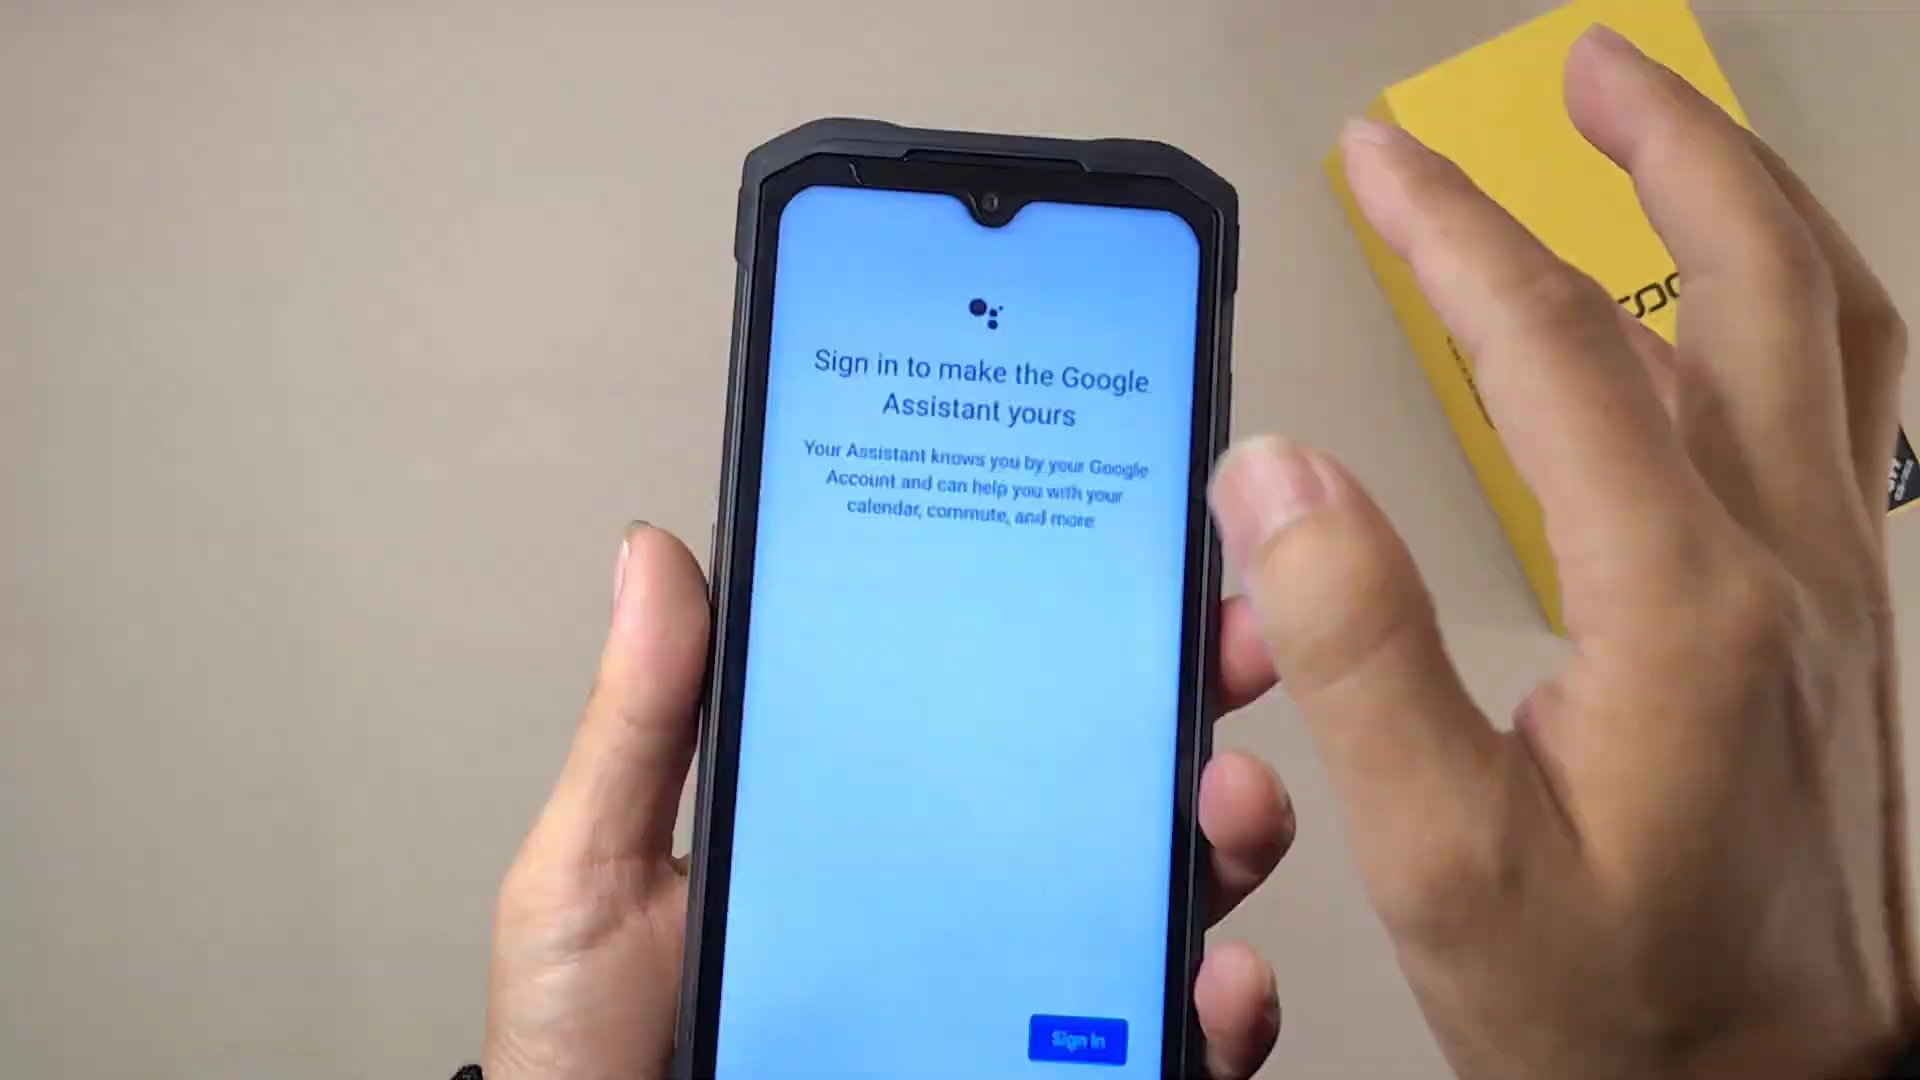 Sign in to make the Google
Assistant yours
Your Assistant knows you by your Google
Account and can help you with your
calendar, commute, and more
Sign in